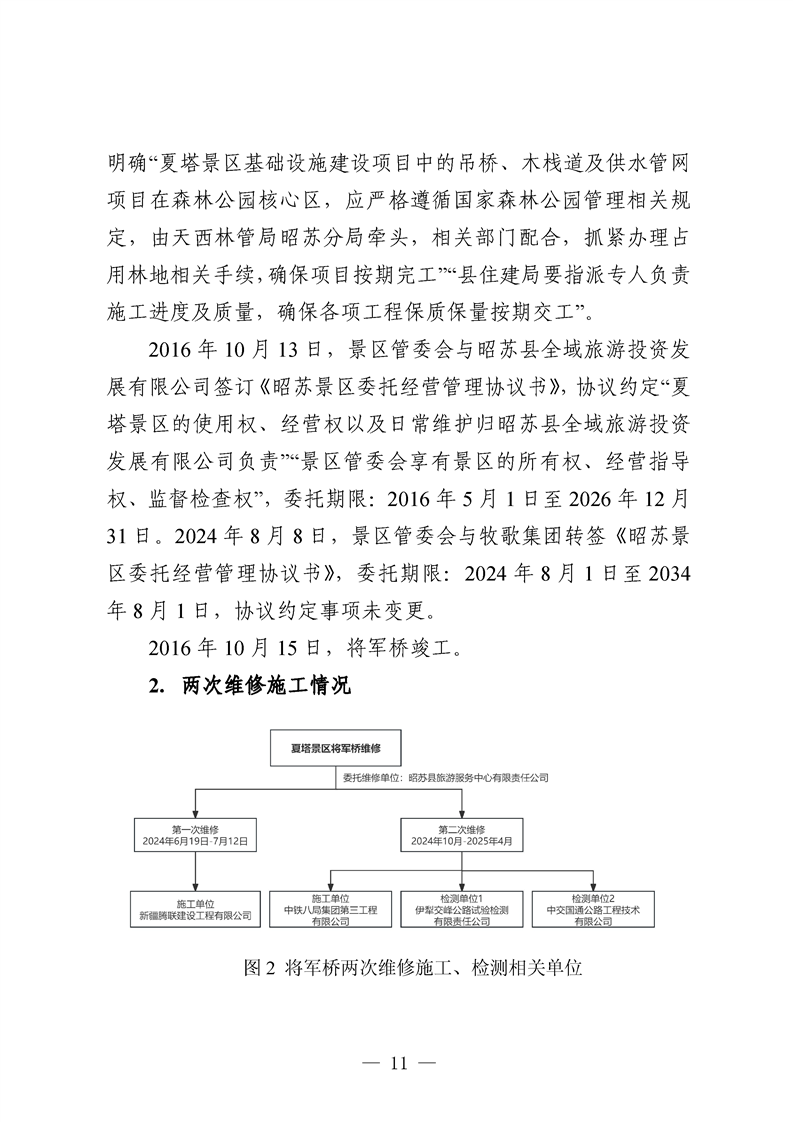 明确“夏塔景区基础设施建设项目中的吊桥、木栈道及供水管网
项目在森林公园核心区，应严格遵循国家森林公园管理相关规
定，由天西林管局昭苏分局牵头，相关部门配合，抓紧办理占
用林地相关手续，确保项目按期完工”“县住建局要指派专人负责
施工进度及质量，确保各项工程保质保量按期交工”。
2016 年 10 月 13 日，景区管委会与昭苏县全域旅游投资发
展有限公司签订《昭苏景区委托经营管理协议书》，协议约定“夏
塔景区的使用权、经营权以及日常维护归昭苏县全域旅游投资
发展有限公司负责”“景区管委会享有景区的所有权、经营指导
权、监督检查权”，委托期限：2016 年 5 月 1 日至 2026 年 12 月
31 日。2024 年 8 月 8 日，景区管委会与牧歌集团转签《昭苏景
区委托经营管理协议书》，委托期限：2024 年 8 月 1 日至 2034
年 8 月 1 日，协议约定事项未变更。
2016 年 10 月 15 日，将军桥竣工。
2. 两次维修施工情况
夏塔景区将军桥维修
委托维修单位：昭苏县旅游服务中心有限责任公司
第一次维修
2024年6月19日-7月12日
第二次维修
2024年10月-2025年4月
施工单位
新疆腾联建设工程有限公司
施工单位
中铁八局集团第三工程
有限公司
检测单位1
伊犁交峰公路试验检测
有限责任公司
检测单位2
中交国通公路工程技术
有限公司
图 2 将军桥两次维修施工、检测相关单位
— 11 —